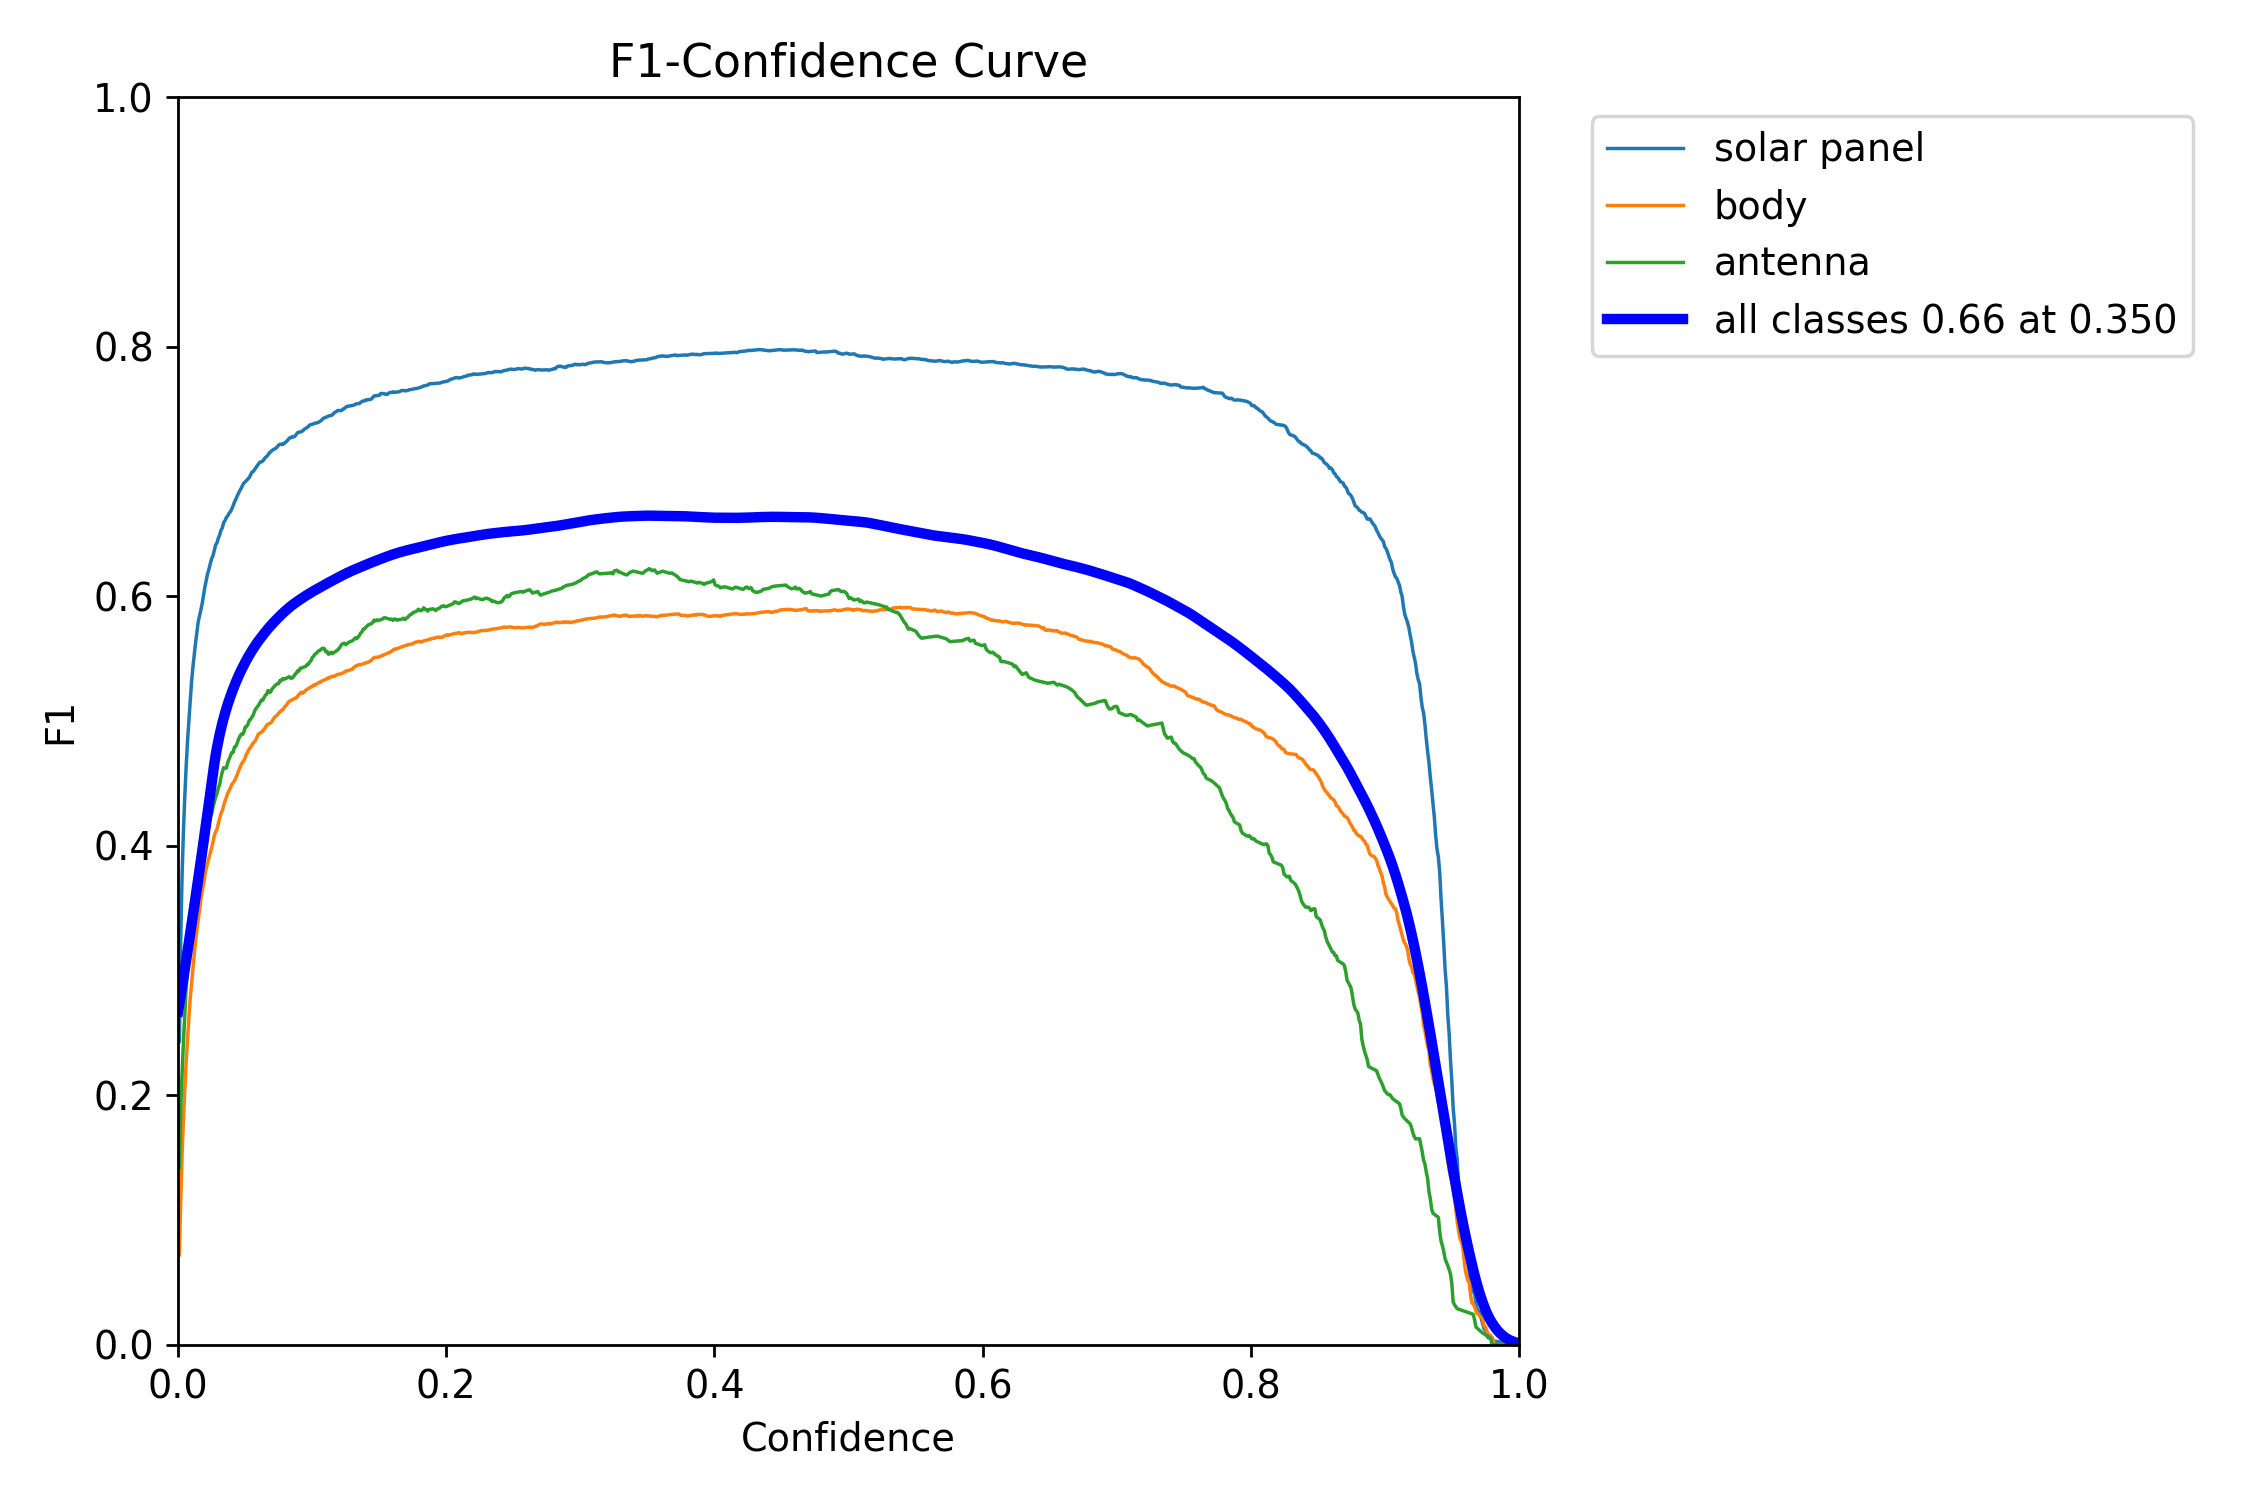 F1-Confidence Curve
1.0
0.8
0.6
0.4
0.2
0.0
F1
0.0 0.2 0.4 0.6 0.8 1.0
Confidence
solar panel
body
antenna
all classes 0.66 at 0.350